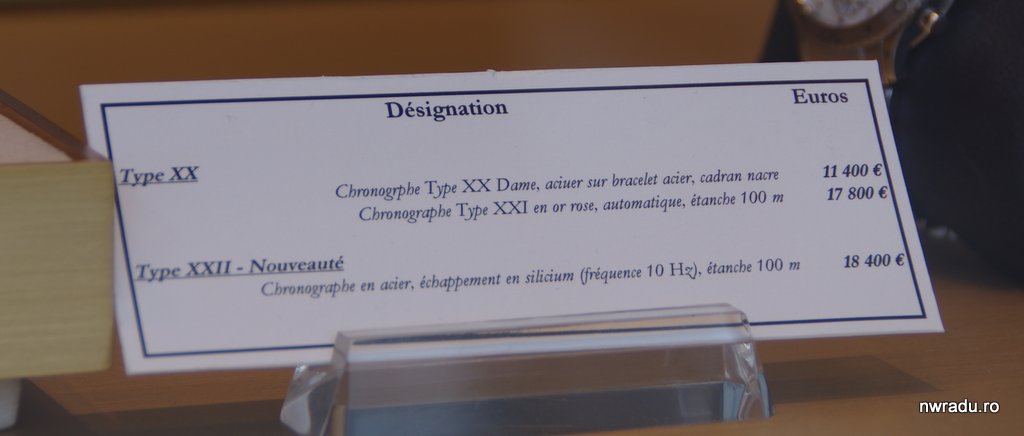 Désignation Euros
Type XX
Chronogrphe Type XX Dame, aciuer sur bracelet acier, cadran nacre 11 400 €
Chronographe Type XXI en or rose, automatique, étanche 100 m 17 800 €
Type XXII - Nouveauté
Chronographe en acier, échappement en silicium (fréquence 10 Hz), étanche 100 m 18 400 €
nwradu.ro